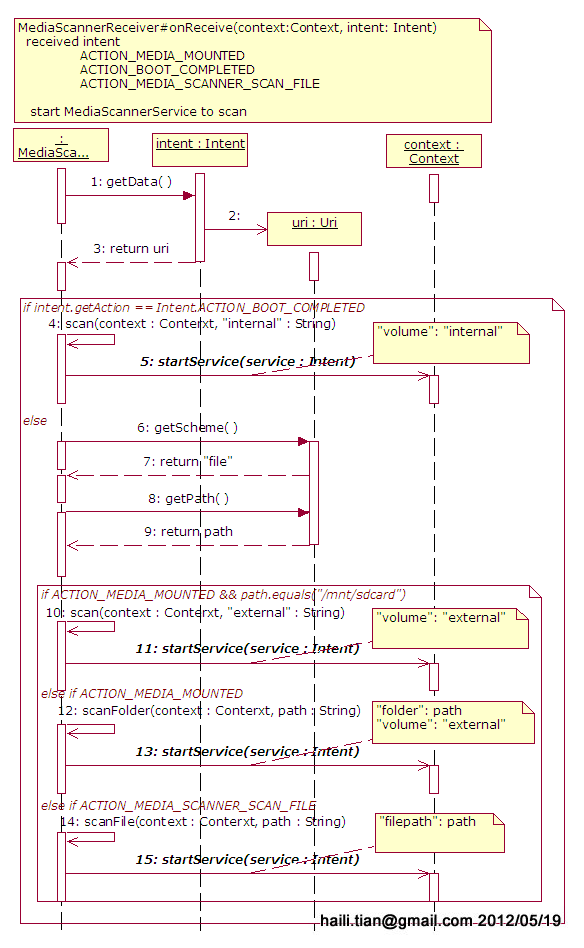 MediaScannerReceiver#onReceive(context:Context, intent: Intent)
received intent
ACTION_MEDIA_MOUNTED
ACTION_BOOT_COMPLETED
ACTION_MEDIA_SCANNER_SCAN_FILE
start MediaScannerService to scan
:
MediaSca...
intent : Intent
context :
Context
1: getData( )
2:
uri : Uri
3: return uri
if intent.getAction == Intent.ACTION_BOOT_COMPLETED
4: scan(context : Conterxt, "internal" : String)
"volume": "internal"
5: startService(service : Intent)
else
6: getScheme( )
7: return "file"
8: getPath( )
9: return path
if ACTION_MEDIA_MOUNTED && path.equals("/mnt/sdcard")
10: scan(context : Conterxt, "external" : String)
"volume": "external"
11: startService(service : Intent)
else if ACTION_MEDIA_MOUNTED
12: scanFolder(context : Conterxt, path : String)
"folder": path
"volume": "external"
13: startService(service : Intent)
else if ACTION_MEDIA_SCANNER_SCAN_FILE
14: scanFile(context : Conterxt, path : String)
"filepath": path
15: startService(service : Intent)
haili.tian@gmail.com 2012/05/19